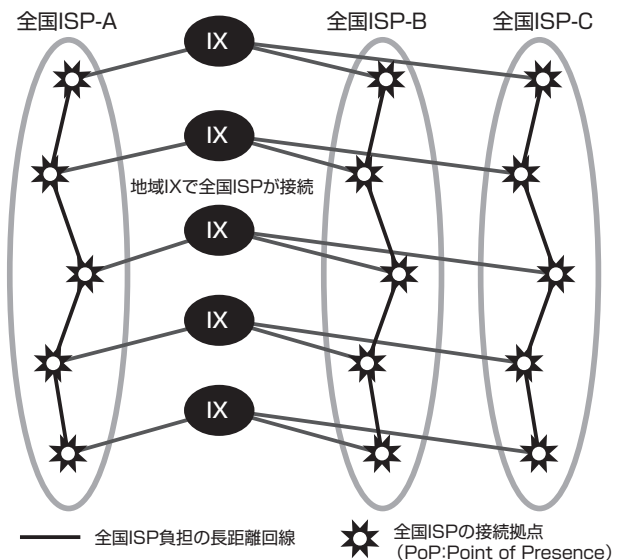 全国ISP-A
全国ISP-B
全国ISP-C
IX
IX
地域IXで全国ISPが接続
IX
IX
IX
全国ISP負担の長距離回線
全国ISPの接続拠点
(PoP:Point of Presence)